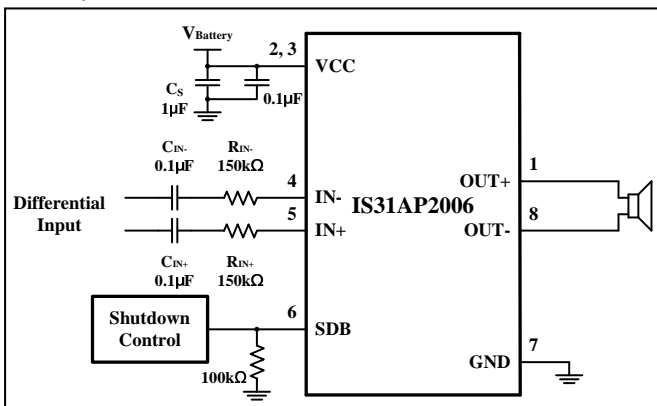 VBattery
2, 3
VCC
CS
1µF
0.1µF
CIN-
0.1µF
RIN-
150kΩ
4
IN-
Differential
Input
5
IN+
CIN+
0.1µF
RIN+
150kΩ
IS31AP2006
1
OUT+
8
OUT-
Shutdown
Control
6
SDB
100kΩ
7
GND